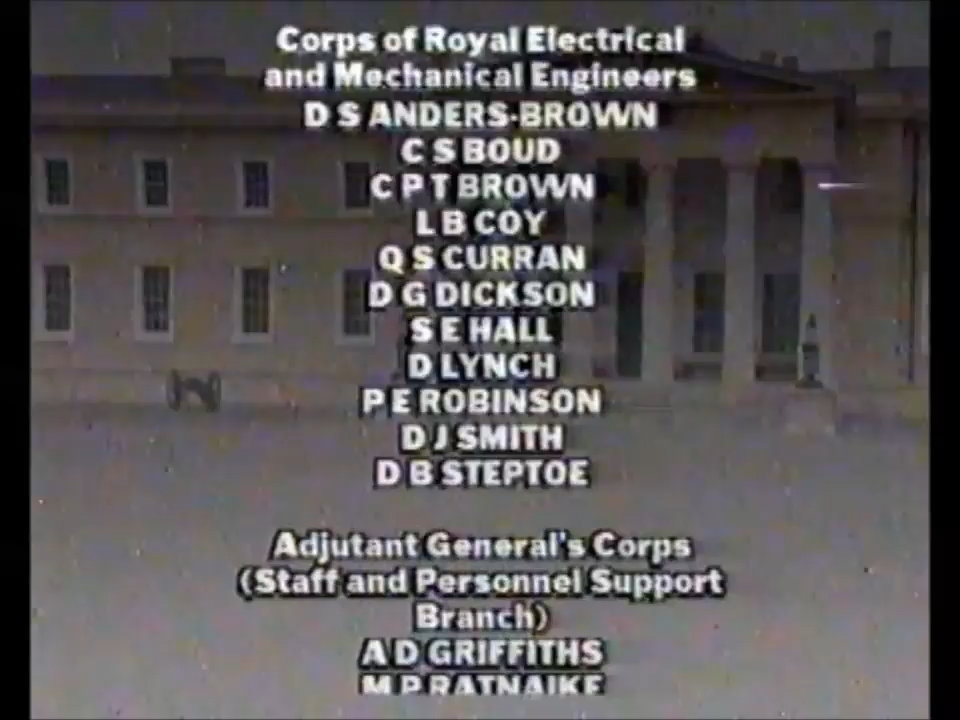 Corps of Royal Electrical
and Mechanical Engineers
D S ANDERS-BROWN
C S BOUD
C P T BROWN
L B COY
Q S CURRAN
D G DICKSON
S E HALL
D LYNCH
P E ROBINSON
D J SMITH
D B STEPTOE
Adjutant General's Corps
(Staff and Personnel Support
Branch)
A D GRIFFITHS
M P RATNAIKE